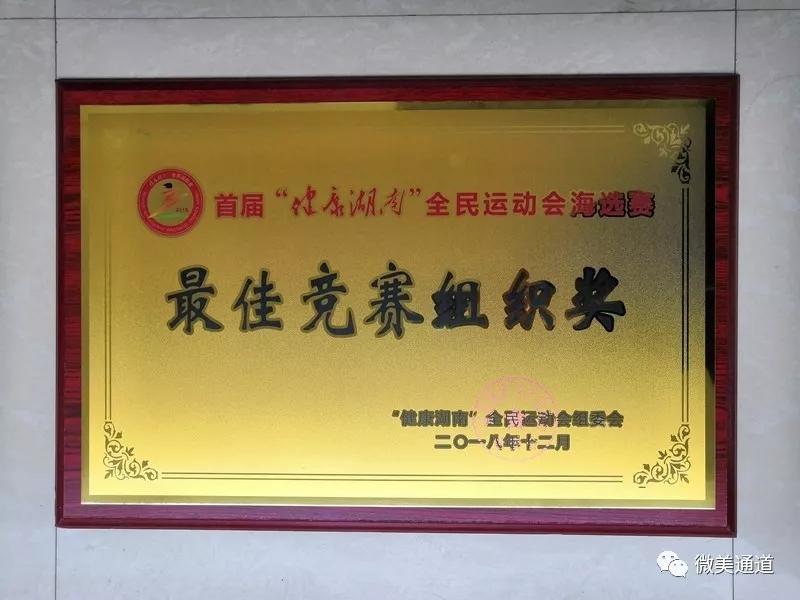 首届“健康湖南”全民运动会海选赛
最佳竞赛组织奖
“健康湖南”全民运动会组委会
二〇一八年十二月
微美通道